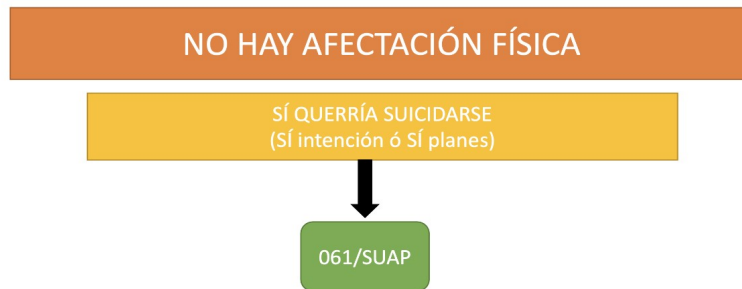 NO HAY AFECTACIÓN FÍSICA
SÍ QUERRÍA SUICIDARSE
(SÍ intención ó SÍ planes)
061/SUAP